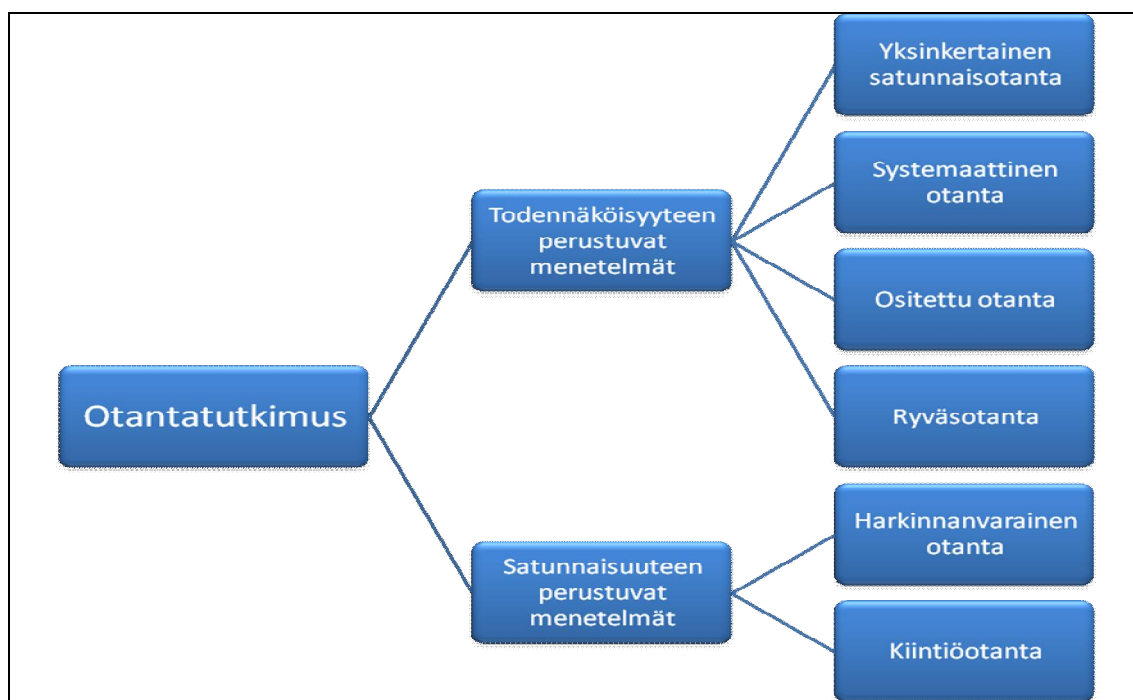 Otantatutkimus
Todennäköisyyteen
perustuvat
menetelmät
Yksinkertainen
satunnaisotanta
Systemaattinen
otanta
Ositettu otanta
Ryväsotanta
Satunnaisuuteen
perustuvat
menetelmät
Harkinnanvarainen
otanta
Kiintiöotanta